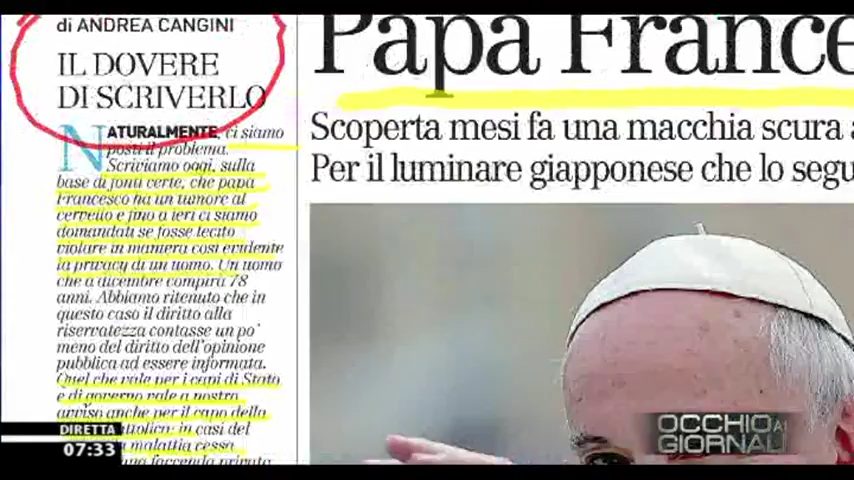 di ANDREA CANGINI
IL DOVERE
DI SCRIVERLO
NATURALMENTE, ci siamo
posti il problema.
Scriviamo oggi, sulla
base di fonti certe, che papa
Francesco ha un tumore al
cervello e fino a ieri ci siamo
domandati se fosse lecito
violare in maniera così evidente
la privacy di un uomo. Un uomo
che a dicembre compirà 78
anni. Abbiamo ritenuto che in
questo caso il diritto alla
riservatezza contasse un po'
meno del diritto dell'opinione
pubblica ad essere informata.
Quel che vale per i capi di Stato
e di governo vale a nostro
avviso anche per il capo della
attolica: in casi del
malattia cessa
una faccenda privata
Papa France
Scoperta mesi fa una macchia scura a
Per il luminare giapponese che lo segu
DIRETTA
07:33
OCCHIO AI
GIORNALI